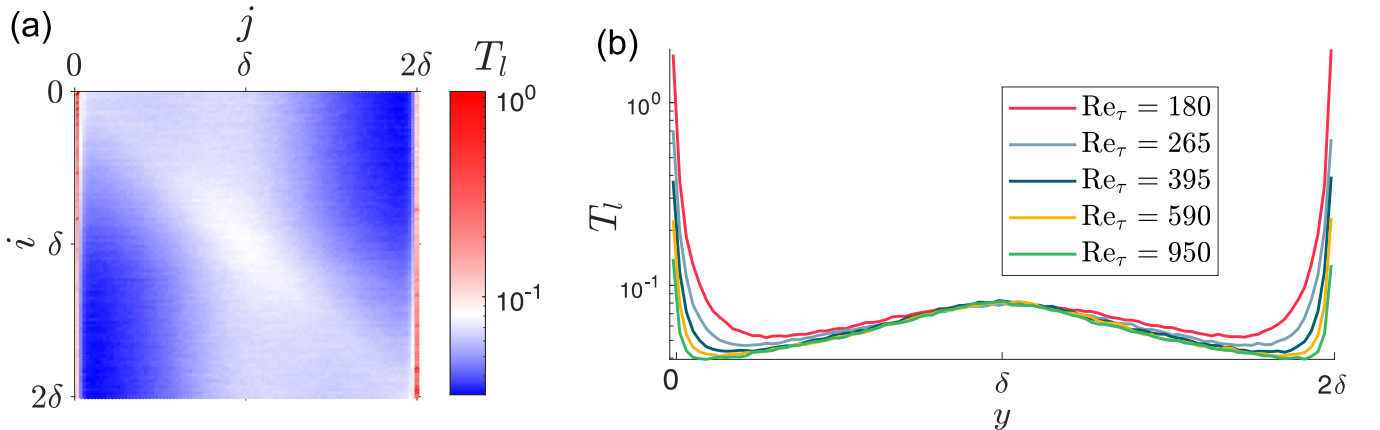 (a)
j
0 δ 2δ
T_l
0
i δ
2δ
10^0
10^-1
(b)
T_l
10^0
10^-1
Re_τ = 180
Re_τ = 265
Re_τ = 395
Re_τ = 590
Re_τ = 950
0 δ 2δ
y